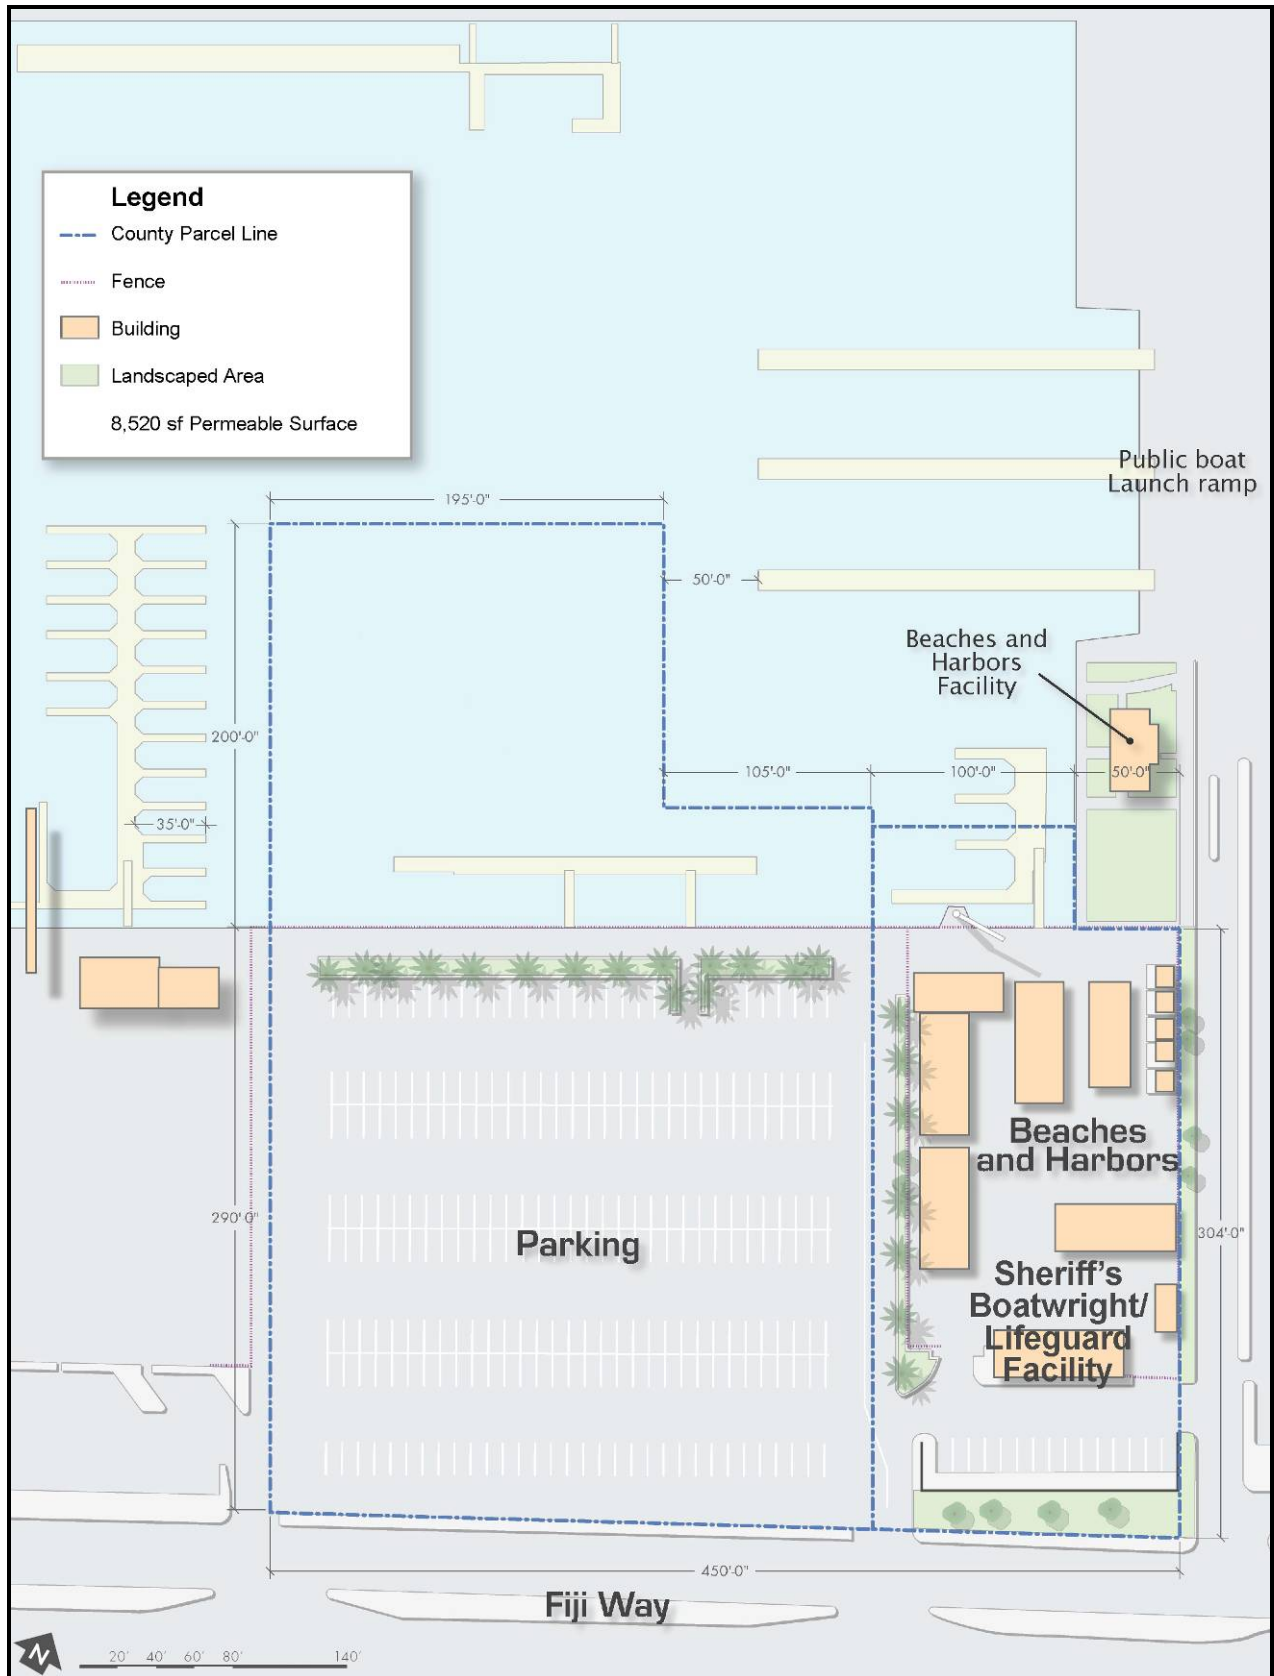 Legend
County Parcel Line
Fence
Building
Landscaped Area
8,520 sf Permeable Surface
Public boat
Launch ramp
195'-0"
50'-0"
Beaches and
Harbors
Facility
200'-0"
105'-0"
100'-0"
50'-0"
35'-0"
Beaches
and Harbors
290'-0"
304'-0"
Parking
Sheriff's
Boatwright/
Lifeguard
Facility
450'-0"
Fiji Way
N
20' 40' 60' 80' 140'